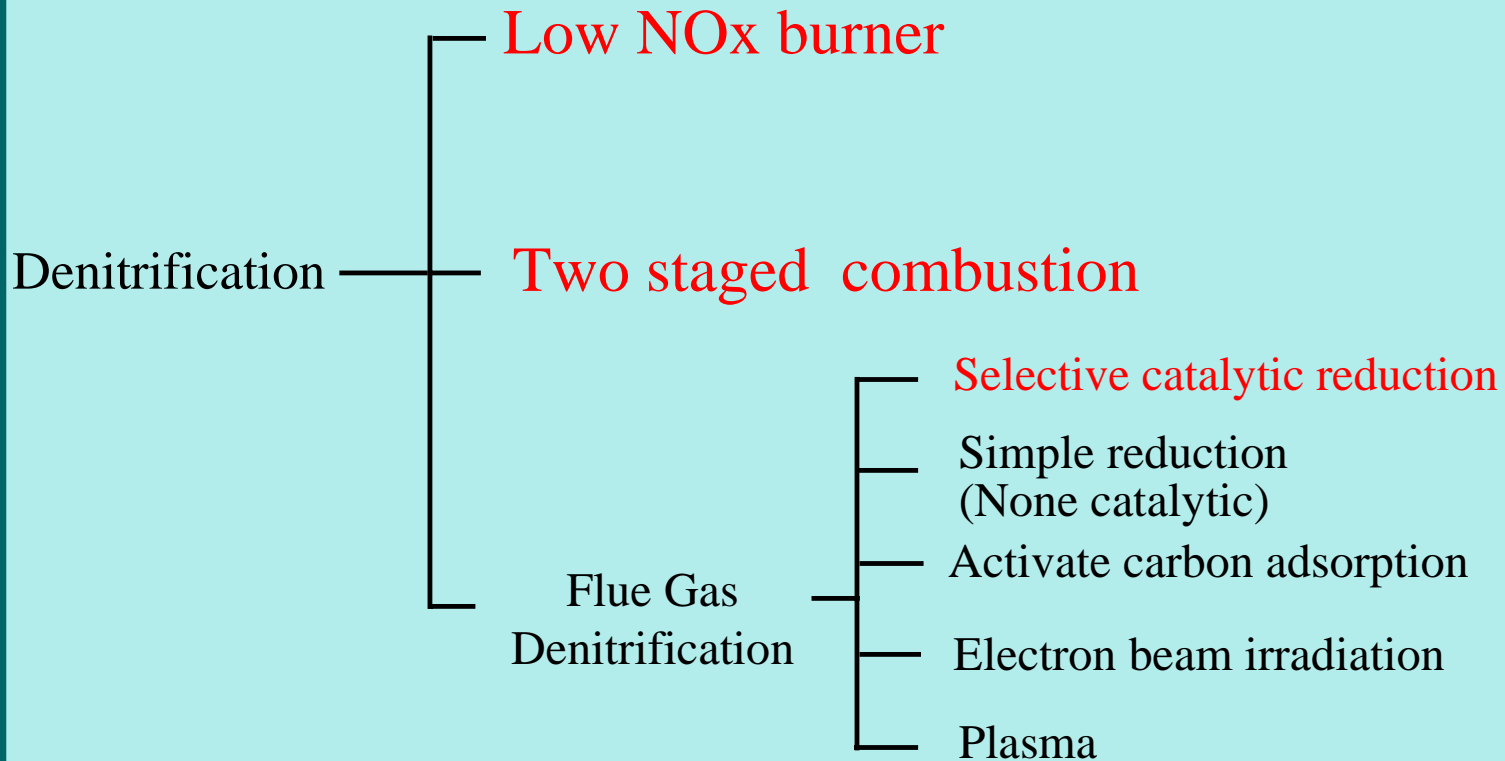 Low NOx burner
Denitrification
Two staged combustion
Selective catalytic reduction
Simple reduction
(None catalytic)
Activate carbon adsorption
Flue Gas
Denitrification
Electron beam irradiation
Plasma